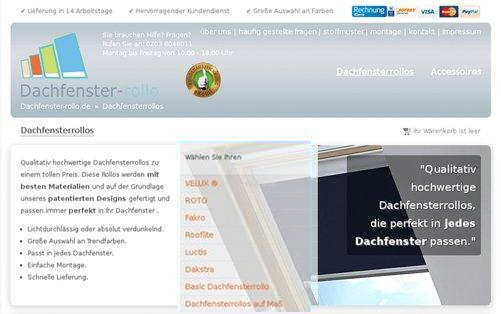 ✔ Lieferung in 14 Arbeitstage ✔ Hervorragender Kundendienst ✔ Große Auswahl an Farben Rechnung Klarna VISA PayPal
Sie brauchen Hilfe? Fragen?
Rufen Sie an: 0203 8046011
Montag bis Freitag von 10:00 - 18:00 Uhr
über uns | häufig gestellte fragen | stoffmuster | montage | kontakt | Impressum
Dachfensterrollos Accessoires
Dachfenster-rollo
Dachfenster-rollo.de » Dachfensterrollos
Dachfensterrollos
Ihr Warenkorb ist leer
Qualitativ hochwertige Dachfensterrollos zu
einem tollen Preis. Diese Rollos werden mit
besten Materialien und auf der Grundlage
unseres patentierten Designs gefertigt und
passen immer perfekt in Ihr Dachfenster .
• Lichtdurchlässig oder absolut verdunkelnd.
• Große Auswahl an Trendfarben.
• Passt in jedes Dachfenster.
• Einfache Montage.
• Schnelle Lieferung.
Wählen Sie Ihren
VELUX ®
ROTO
Fakro
Rooflite
Luctis
Dakstra
Basic Dachfensterrollo
Dachfensterrollos auf Maß
"Qualitativ
hochwertige
Dachfensterrollos,
die perfekt in jedes
Dachfenster passen."